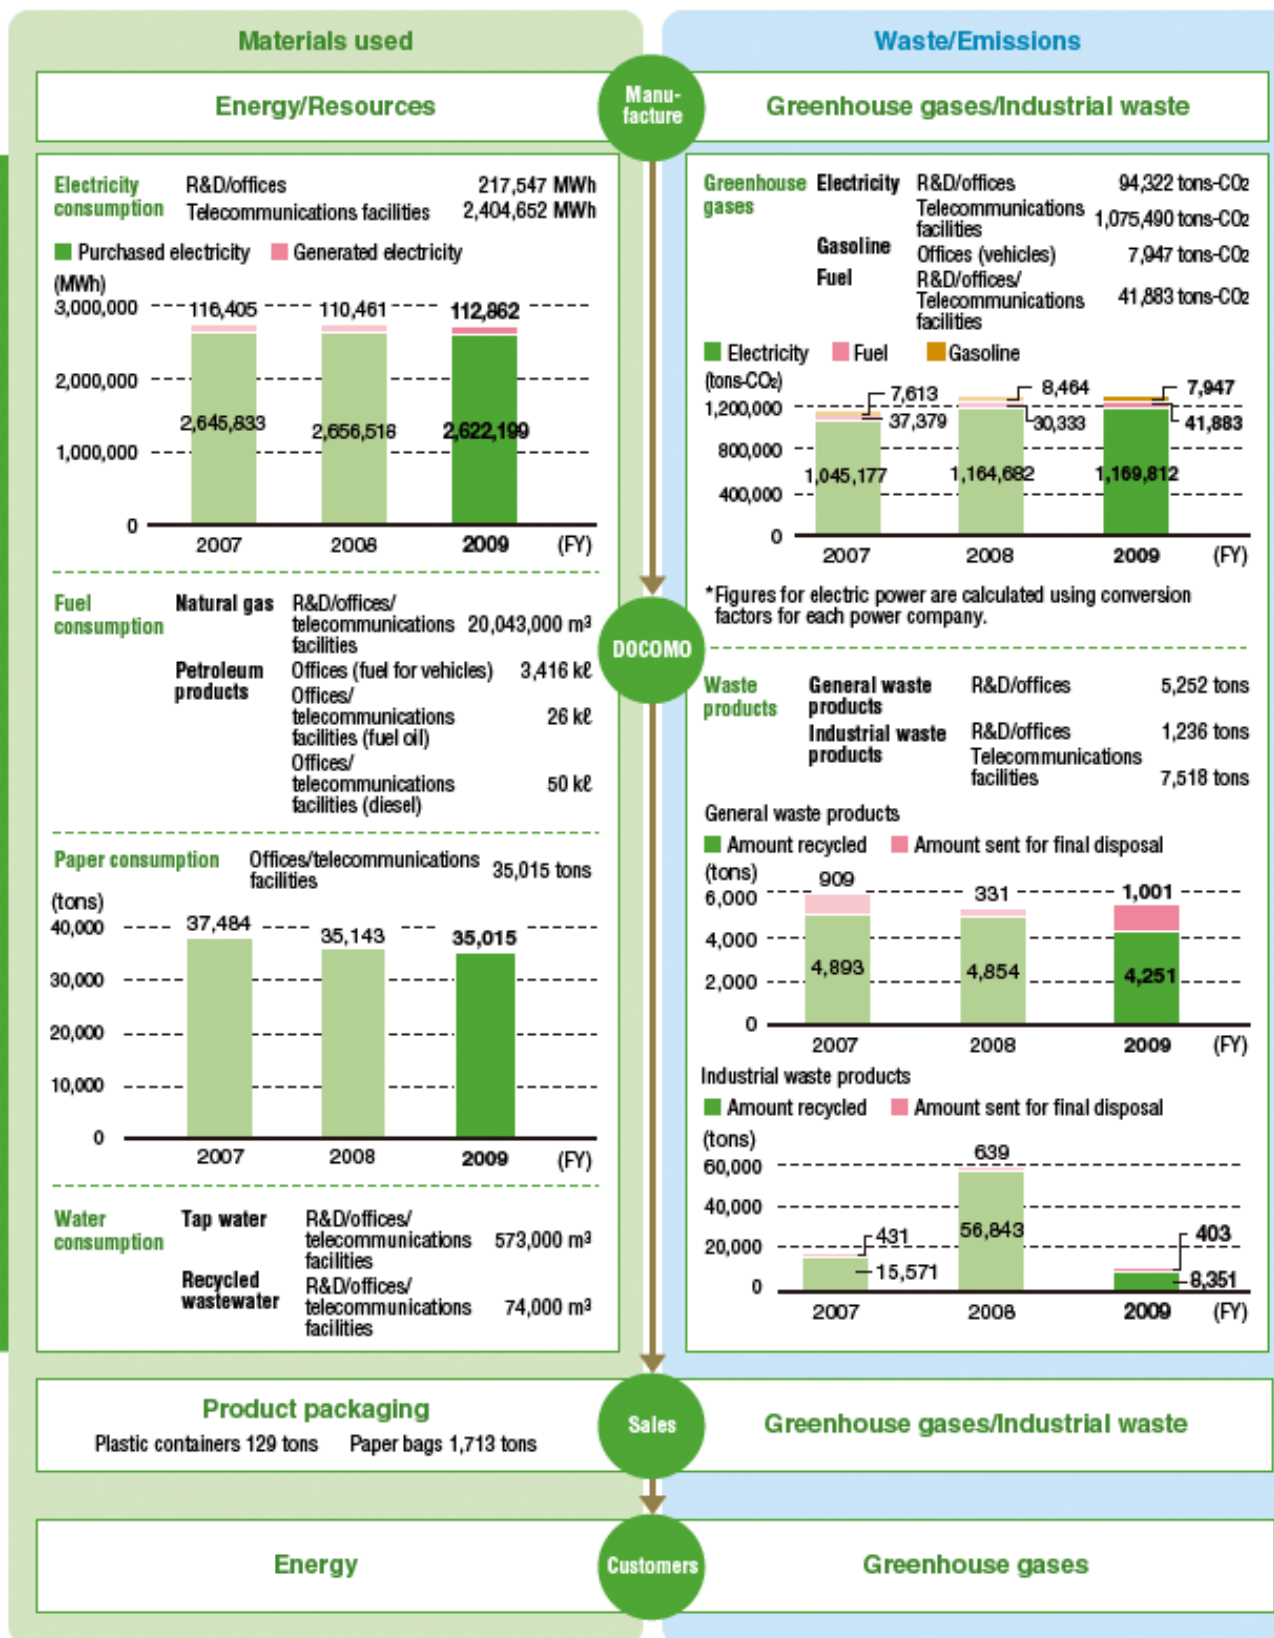 Materials used
Energy/Resources
Electricity consumption
R&D/offices 217,547 MWh
Telecommunications facilities 2,404,652 MWh
Purchased electricity Generated electricity
(MWh)
3,000,000
2,000,000
1,000,000
0
116,405 110,461 112,862
2,645,833 2,656,518 2,622,199
2007 2008 2009 (FY)
Fuel consumption
Natural gas
R&D/offices/
telecommunications 20,043,000 m³
facilities
Petroleum products
Offices (fuel for vehicles) 3,416 kℓ
Offices/
telecommunications 26 kℓ
facilities (fuel oil)
Offices/
telecommunications 50 kℓ
facilities (diesel)
Paper consumption
Offices/telecommunications
facilities 35,015 tons
(tons)
40,000
30,000
20,000
10,000
0
37,484 35,143 35,015
2007 2008 2009 (FY)
Water consumption
Tap water
R&D/offices/
telecommunications 573,000 m³
facilities
Recycled wastewater
R&D/offices/
telecommunications 74,000 m³
facilities
Product packaging
Plastic containers 129 tons Paper bags 1,713 tons
Energy
Manu-
facture
DOCOMO
Sales
Customers
Waste/Emissions
Greenhouse gases/Industrial waste
Greenhouse gases
Electricity
R&D/offices 94,322 tons-CO₂
Telecommunications
facilities 1,075,490 tons-CO₂
Gasoline
Offices (vehicles) 7,947 tons-CO₂
Fuel
R&D/offices/
Telecommunications 41,883 tons-CO₂
facilities
Electricity Fuel Gasoline
(tons-CO₂)
1,200,000
800,000
400,000
0
7,613 8,464 7,947
37,379 30,333 41,883
1,045,177 1,164,682 1,169,812
2007 2008 2009 (FY)
*Figures for electric power are calculated using conversion
factors for each power company.
Waste products
General waste products
R&D/offices 5,252 tons
Industrial waste products
R&D/offices 1,236 tons
Telecommunications
facilities 7,518 tons
General waste products
Amount recycled Amount sent for final disposal
(tons)
6,000
4,000
2,000
0
909 331 1,001
4,893 4,854 4,251
2007 2008 2009 (FY)
Industrial waste products
Amount recycled Amount sent for final disposal
(tons)
60,000
40,000
20,000
0
431 639 403
15,571 56,843 8,351
2007 2008 2009 (FY)
Greenhouse gases/Industrial waste
Greenhouse gases